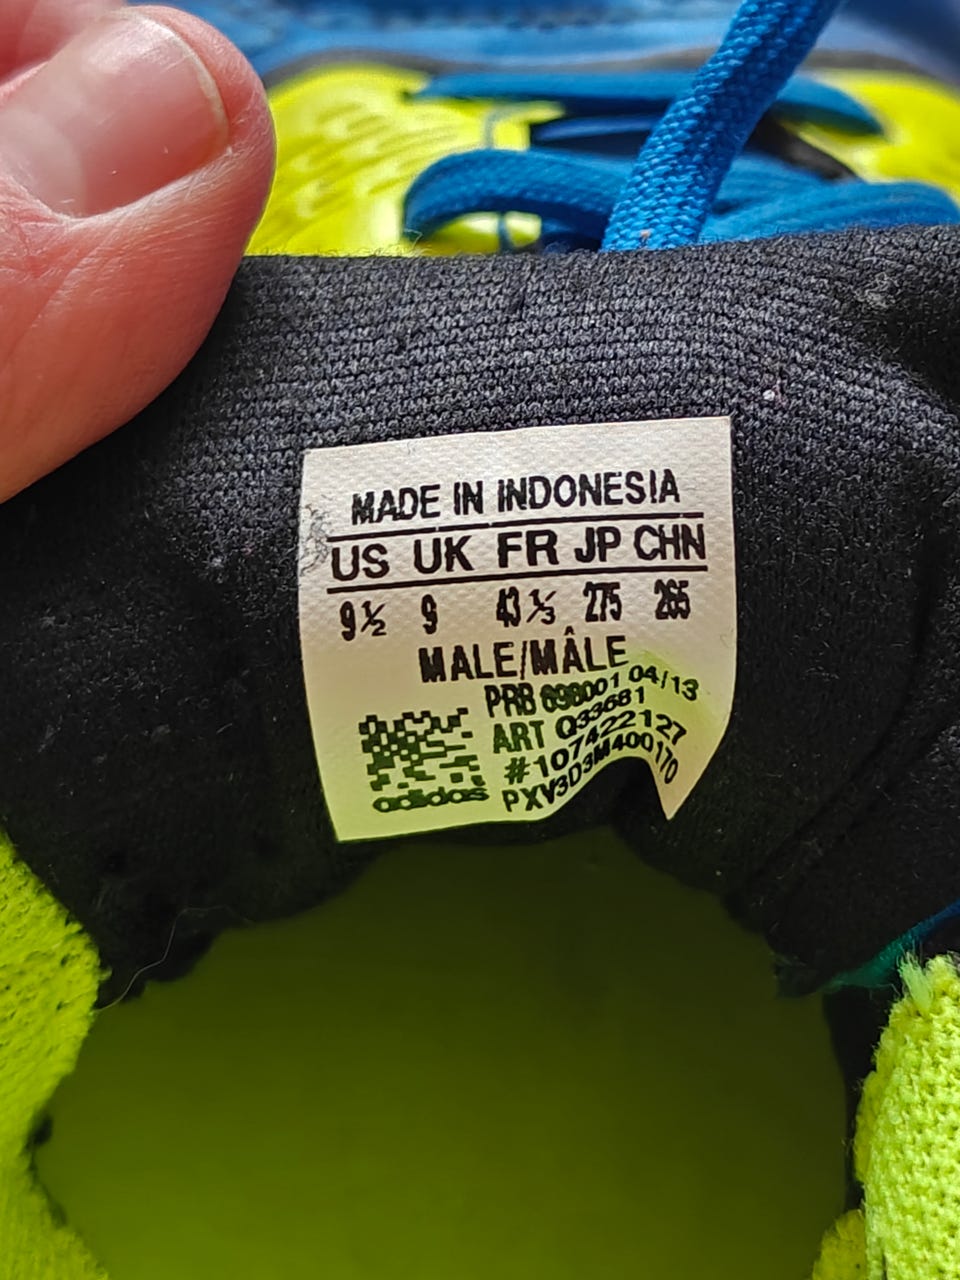 MADE IN INDONESIA
US UK FR JP CHN
9½ 9 43⅓ 275 265
MALE/MÂLE
PRB 698001 04/13
ART Q33681
#107422127
PXV3D3M400170
adidas